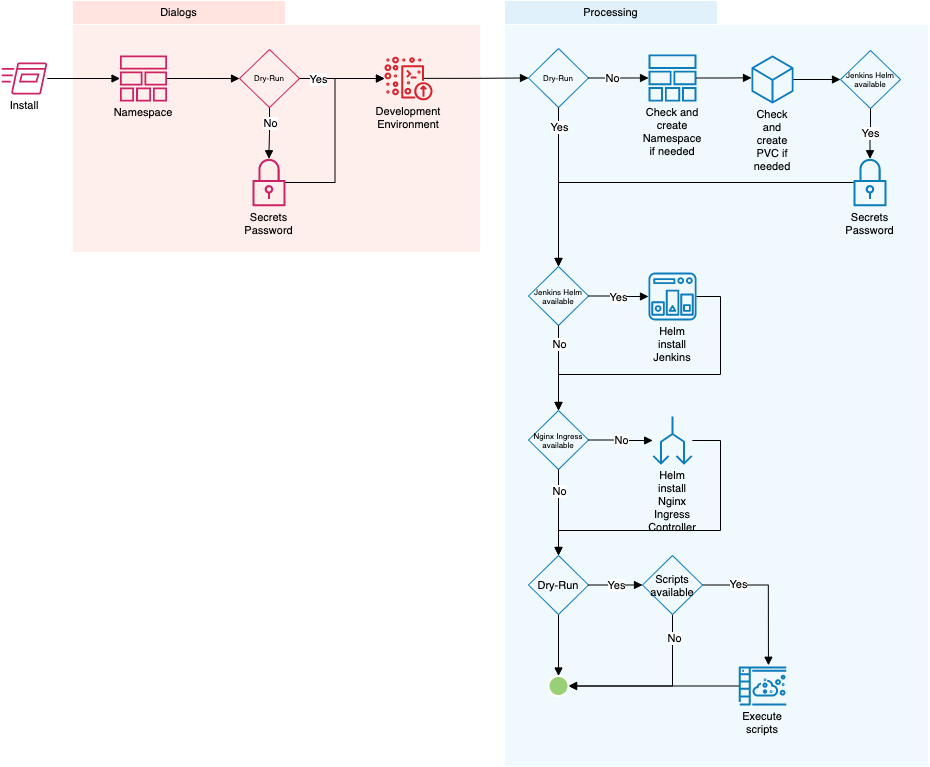 Dialogs
Processing
Install
Namespace
Dry-Run
Yes
No
Secrets
Password
Development
Environment
Dry-Run
No
Yes
Check and
create
Namespace
if needed
Check
and
create
PVC if
needed
Jenkins Helm
available
Yes
Secrets
Password
Jenkins Helm
available
Yes
No
Helm
install
Jenkins
Nginx Ingress
available
No
No
Helm
install
Nginx
Ingress
Controller
Dry-Run
Yes
Scripts
available
Yes
No
Execute
scripts